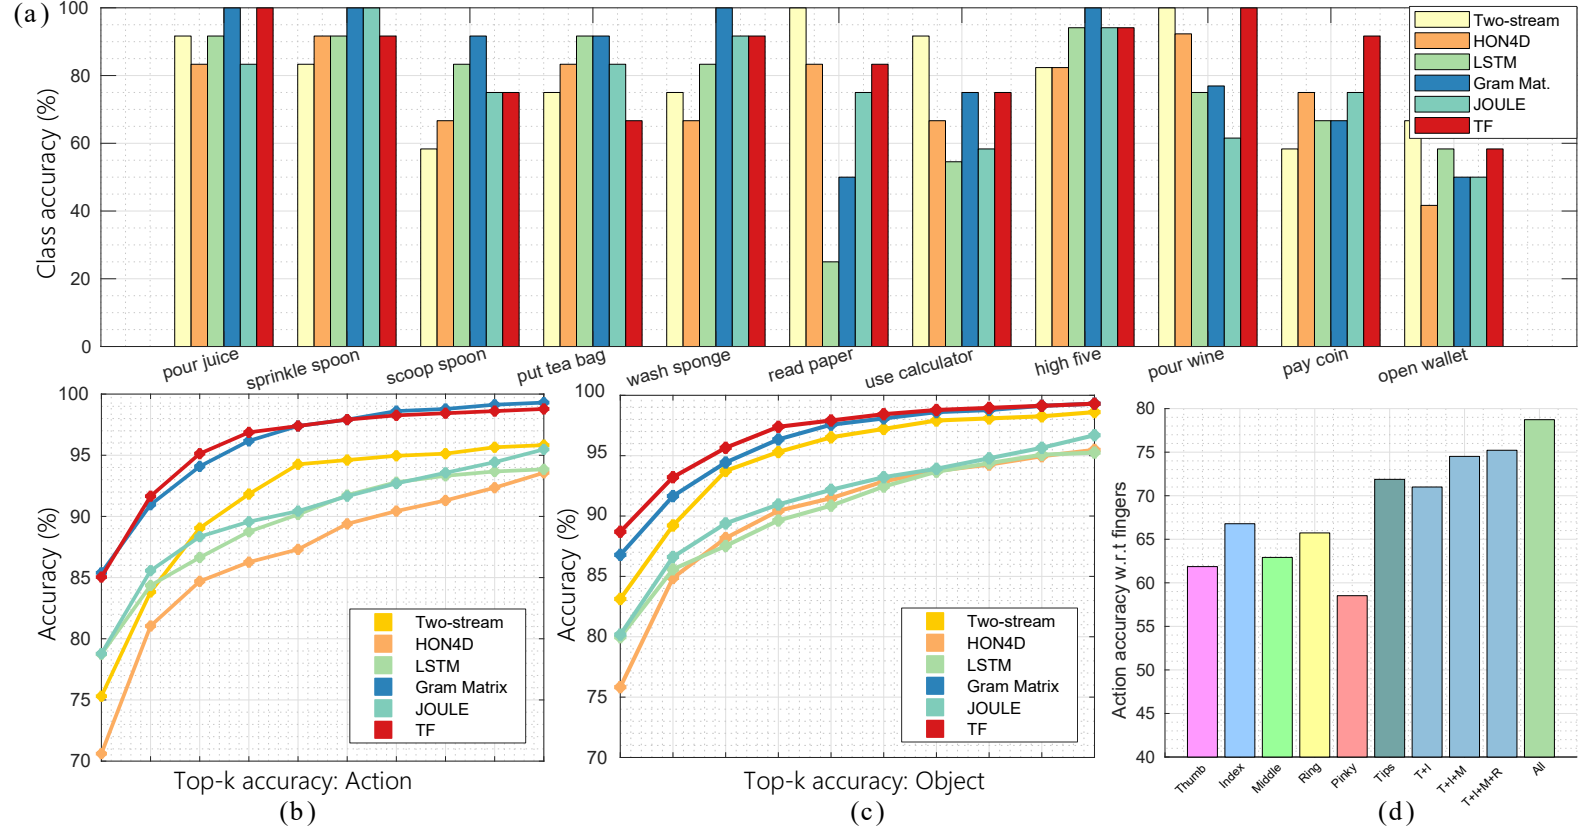 (a)
Class accuracy (%)
100
80
60
40
20
0
Two-stream
HON4D
LSTM
Gram Mat.
JOULE
TF
pour juice
sprinkle spoon
scoop spoon
put tea bag
wash sponge
read paper
use calculator
high five
pour wine
pay coin
open wallet
Accuracy (%)
100
95
90
85
80
75
70
Two-stream
HON4D
LSTM
Gram Matrix
JOULE
TF
Top-k accuracy: Action
(b)
Accuracy (%)
100
95
90
85
80
75
70
Two-stream
HON4D
LSTM
Gram Matrix
JOULE
TF
Top-k accuracy: Object
(c)
Action accuracy w.r.t fingers
80
75
70
65
60
55
50
45
40
Thumb
Index
Middle
Ring
Pinky
Tips
T+I
T+I+M
T+I+M+R
All
(d)